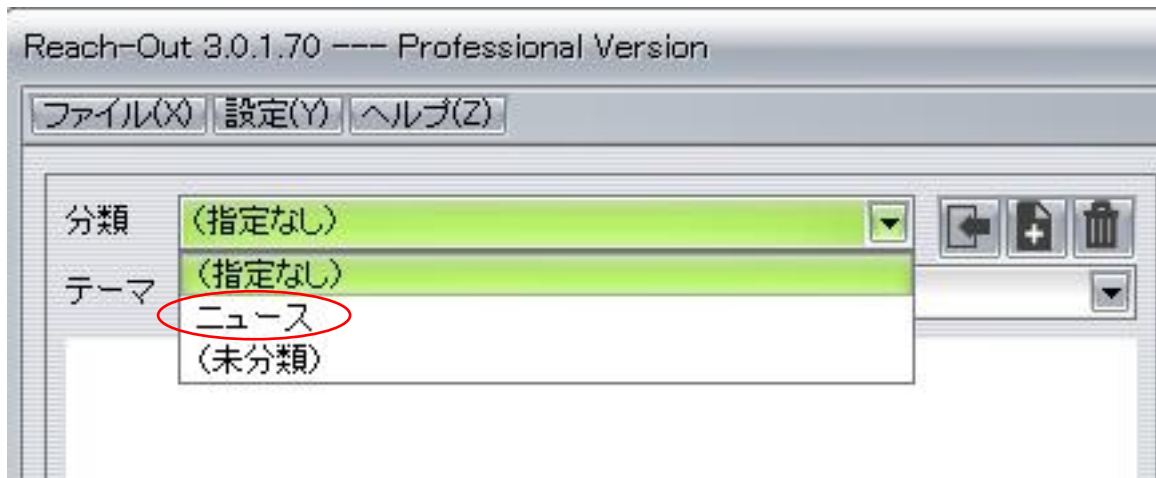 Reach-Out 3.0.1.70 --- Professional Version
ファイル(X) 設定(Y) ヘルプ(Z)
分類 (指定なし)
(指定なし)
テーマ
ニュース
(未分類)